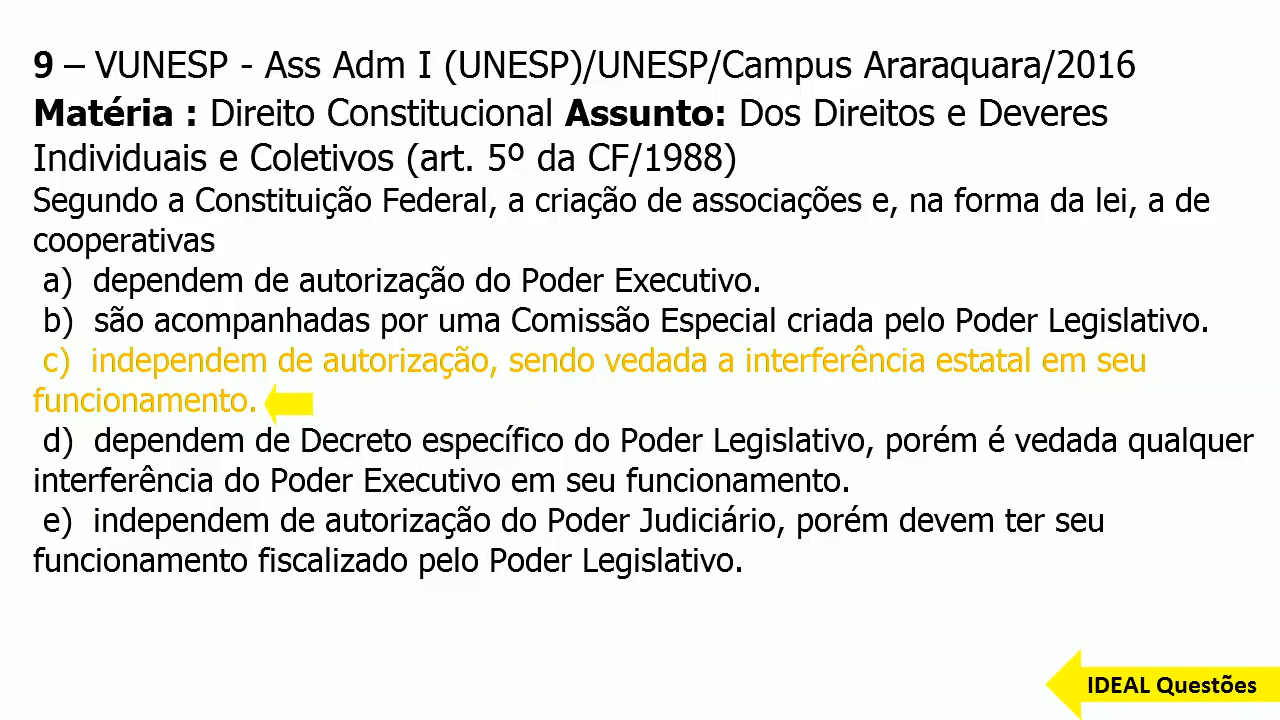 9 – VUNESP - Ass Adm I (UNESP)/UNESP/Campus Araraquara/2016
Matéria : Direito Constitucional Assunto: Dos Direitos e Deveres
Individuais e Coletivos (art. 5º da CF/1988)
Segundo a Constituição Federal, a criação de associações e, na forma da lei, a de
cooperativas
a) dependem de autorização do Poder Executivo.
b) são acompanhadas por uma Comissão Especial criada pelo Poder Legislativo.
c) independem de autorização, sendo vedada a interferência estatal em seu
funcionamento.
d) dependem de Decreto específico do Poder Legislativo, porém é vedada qualquer
interferência do Poder Executivo em seu funcionamento.
e) independem de autorização do Poder Judiciário, porém devem ter seu
funcionamento fiscalizado pelo Poder Legislativo.
IDEAL Questões